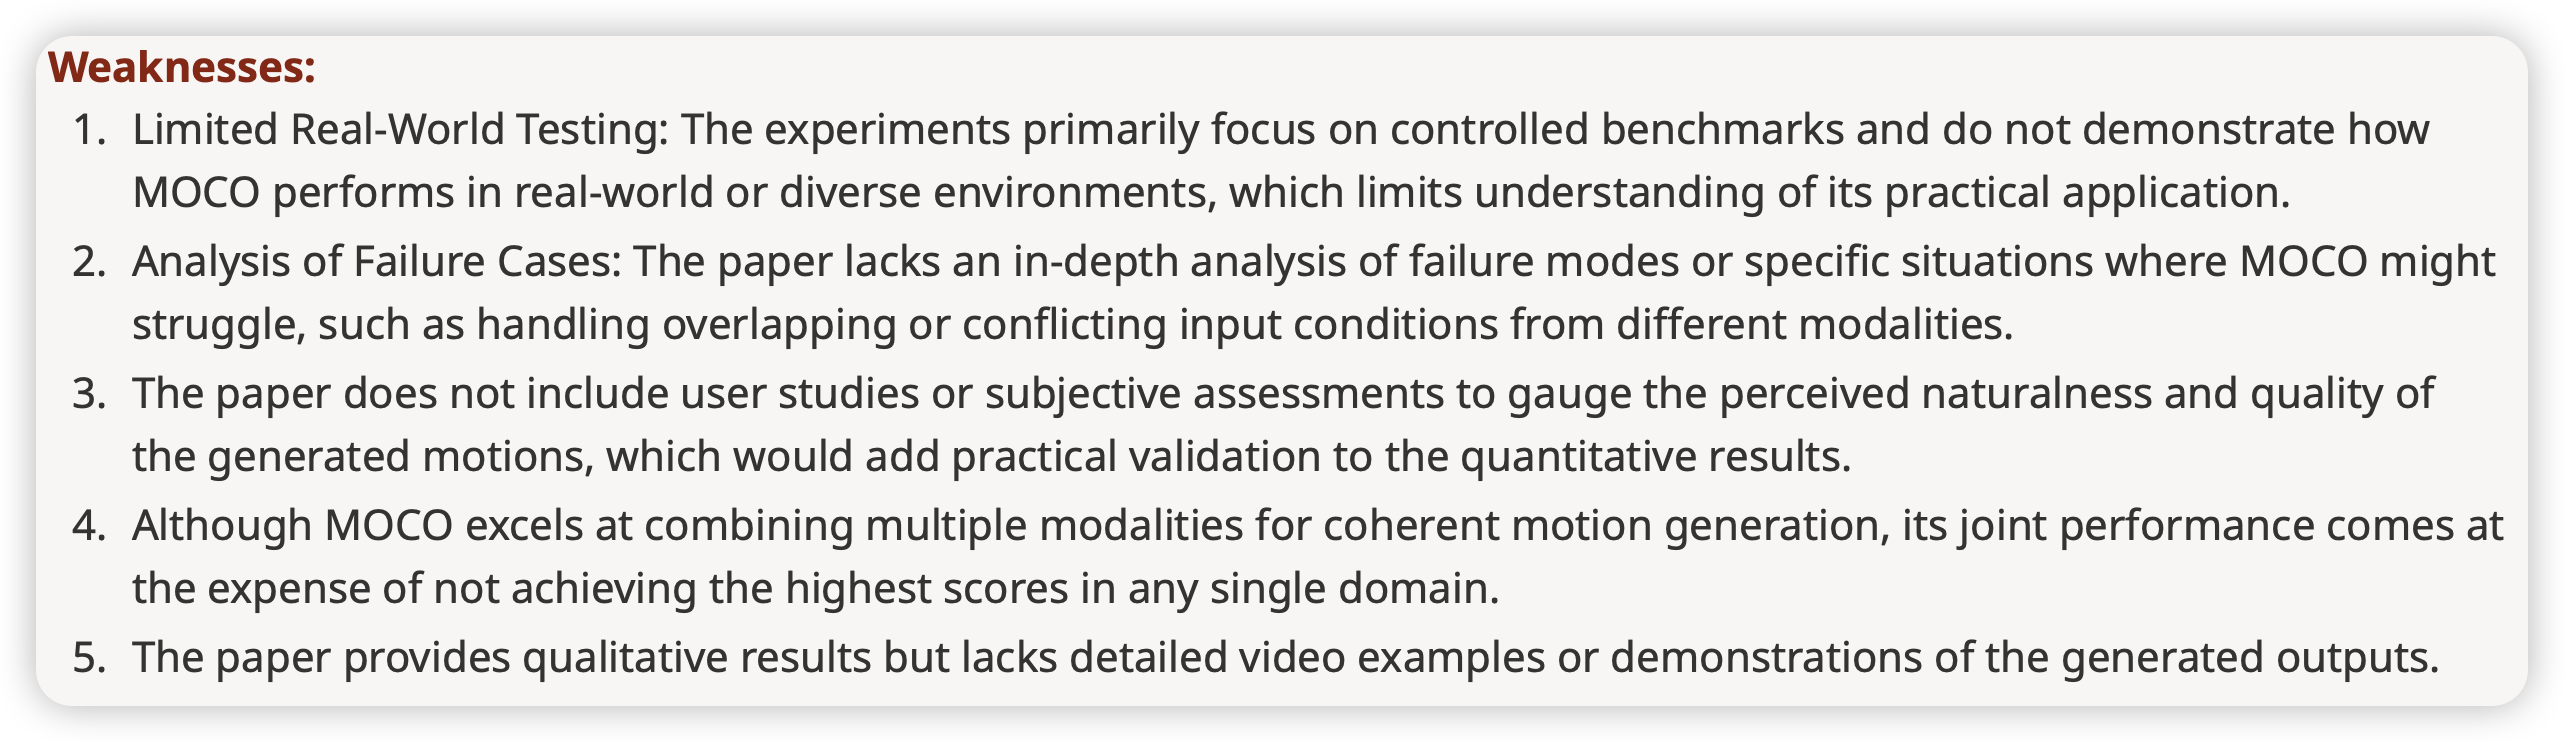 Weaknesses:
1. Limited Real-World Testing: The experiments primarily focus on controlled benchmarks and do not demonstrate how
MOCO performs in real-world or diverse environments, which limits understanding of its practical application.
2. Analysis of Failure Cases: The paper lacks an in-depth analysis of failure modes or specific situations where MOCO might
struggle, such as handling overlapping or conflicting input conditions from different modalities.
3. The paper does not include user studies or subjective assessments to gauge the perceived naturalness and quality of
the generated motions, which would add practical validation to the quantitative results.
4. Although MOCO excels at combining multiple modalities for coherent motion generation, its joint performance comes at
the expense of not achieving the highest scores in any single domain.
5. The paper provides qualitative results but lacks detailed video examples or demonstrations of the generated outputs.